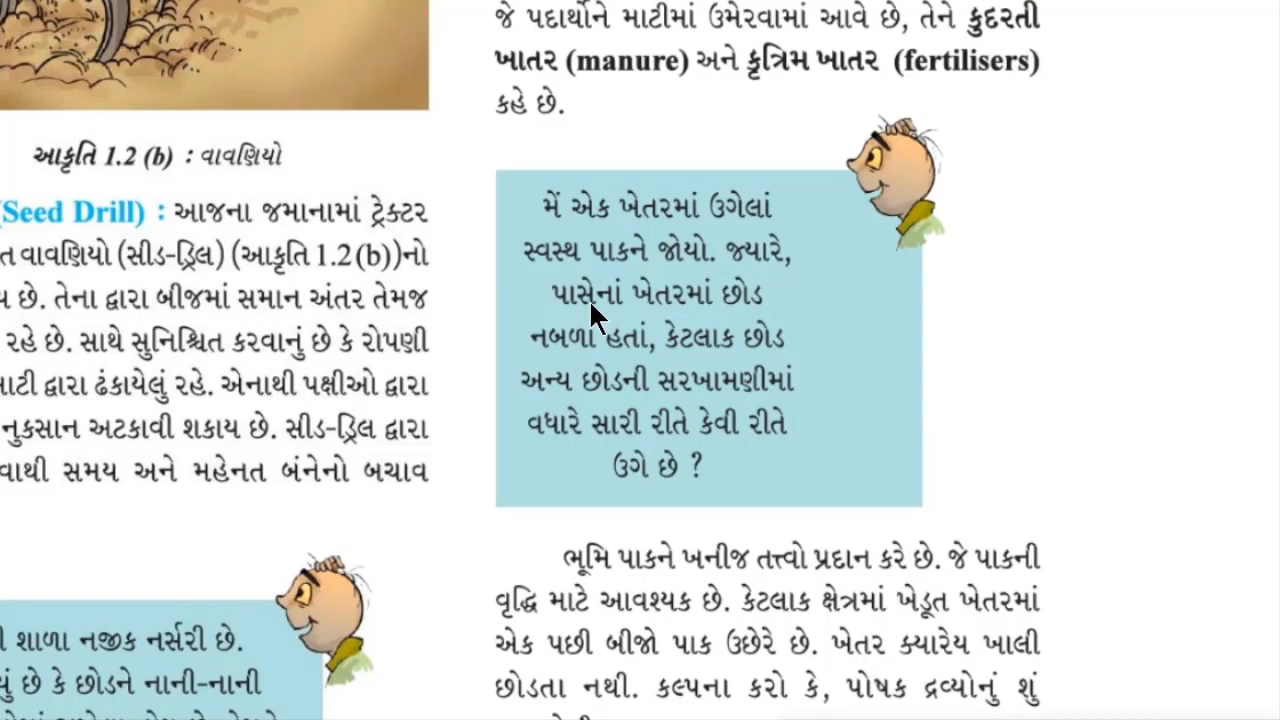 આકૃતિ 1.2 (b) : વાવણિયો
(Seed Drill) : આજના જમાનામાં ટ્રેક્ટર
ત વાવણિયો (સીડ-ડ્રિલ) (આકૃતિ 1.2 (b))નો
છે. તેના દ્વારા બીજમાં સમાન અંતર તેમજ
રહે છે. સાથે સુનિશ્ચિત કરવાનું છે કે રોપણી
દ્વારા ઢંકાયેલું રહે. એનાથી પક્ષીઓ દ્વારા
નુકસાન અટકાવી શકાય છે. સીડ-ડ્રિલ દ્વારા
સમય અને મહેનત બંનેનો બચાવ
શાળા નજીક નર્સરી છે.
છે કે છોડને નાની-નાની
જે પદાર્થોને માટીમાં ઉમેરવામાં આવે છે, તેને કુદરતી
ખાતર (manure) અને કૃત્રિમ ખાતર (fertilisers)
કહે છે.
મેં એક ખેતરમાં ઉગેલાં
સ્વસ્થ પાકને જોયો. જ્યારે,
પાસેનાં ખેતરમાં છોડ
નબળા હતાં, કેટલાક છોડ
અન્ય છોડની સરખામણીમાં
વધારે સારી રીતે કેવી રીતે
ઉગે છે ?
ભૂમિ પાકને ખનીજ તત્ત્વો પ્રદાન કરે છે. જે પાકની
વૃદ્ધિ માટે આવશ્યક છે. કેટલાક ક્ષેત્રમાં ખેડૂત ખેતરમાં
એક પછી બીજો પાક ઉછેરે છે. ખેતર ક્યારેય ખાલી
છોડતા નથી. કલ્પના કરો કે, પોષક દ્રવ્યોનું શું